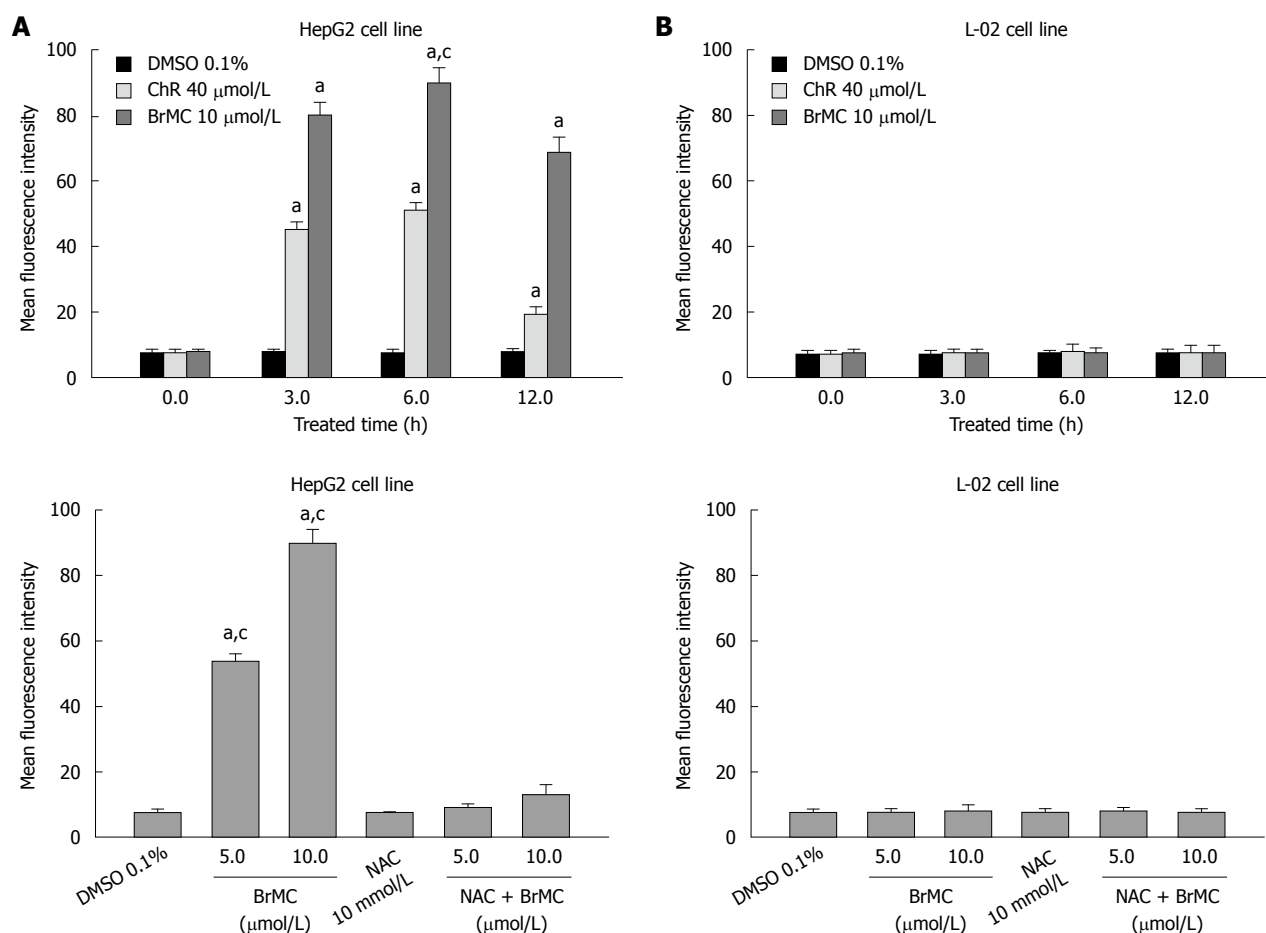 A
HepG2 cell line
Mean fluorescence intensity
100
80
60
40
20
0
DMSO 0.1%
ChR 40 μmol/L
BrMC 10 μmol/L
a
a
a
a,c
a
a
0.0 3.0 6.0 12.0
Treated time (h)
B
L-02 cell line
Mean fluorescence intensity
100
80
60
40
20
0
DMSO 0.1%
ChR 40 μmol/L
BrMC 10 μmol/L
0.0 3.0 6.0 12.0
Treated time (h)
HepG2 cell line
Mean fluorescence intensity
100
80
60
40
20
0
a,c
a,c
DMSO 0.1%
5.0 10.0
BrMC
(μmol/L)
NAC
10 mmol/L
5.0 10.0
NAC + BrMC
(μmol/L)
L-02 cell line
Mean fluorescence intensity
100
80
60
40
20
0
DMSO 0.1%
5.0 10.0
BrMC
(μmol/L)
NAC
10 mmol/L
5.0 10.0
NAC + BrMC
(μmol/L)